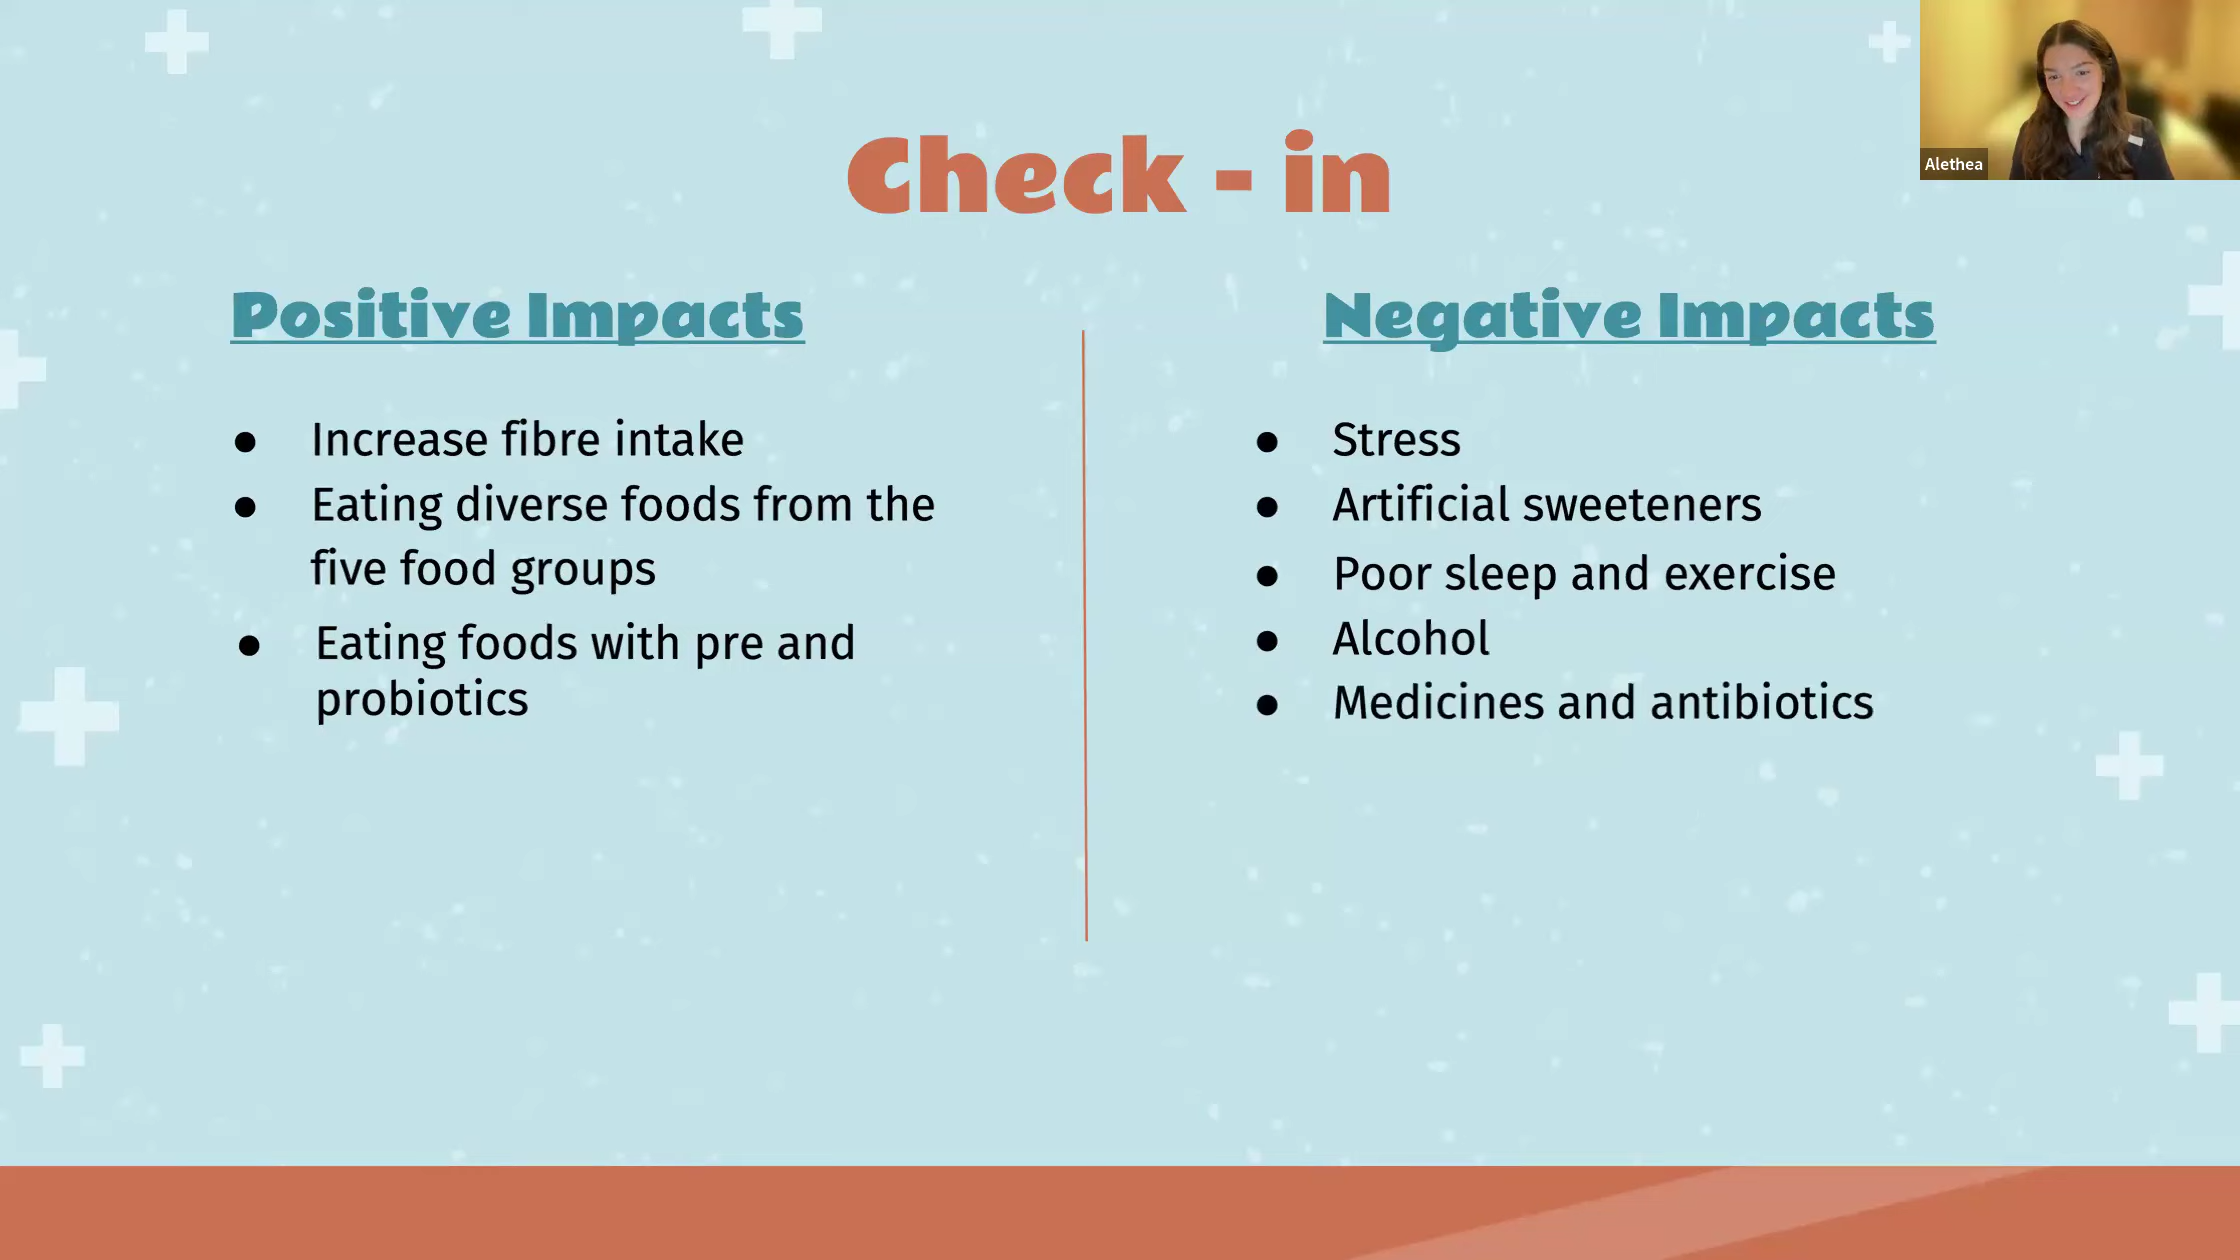 Alethea
Check - in
Positive Impacts
● Increase fibre intake
● Eating diverse foods from the
five food groups
● Eating foods with pre and
probiotics
Negative Impacts
● Stress
● Artificial sweeteners
● Poor sleep and exercise
● Alcohol
● Medicines and antibiotics